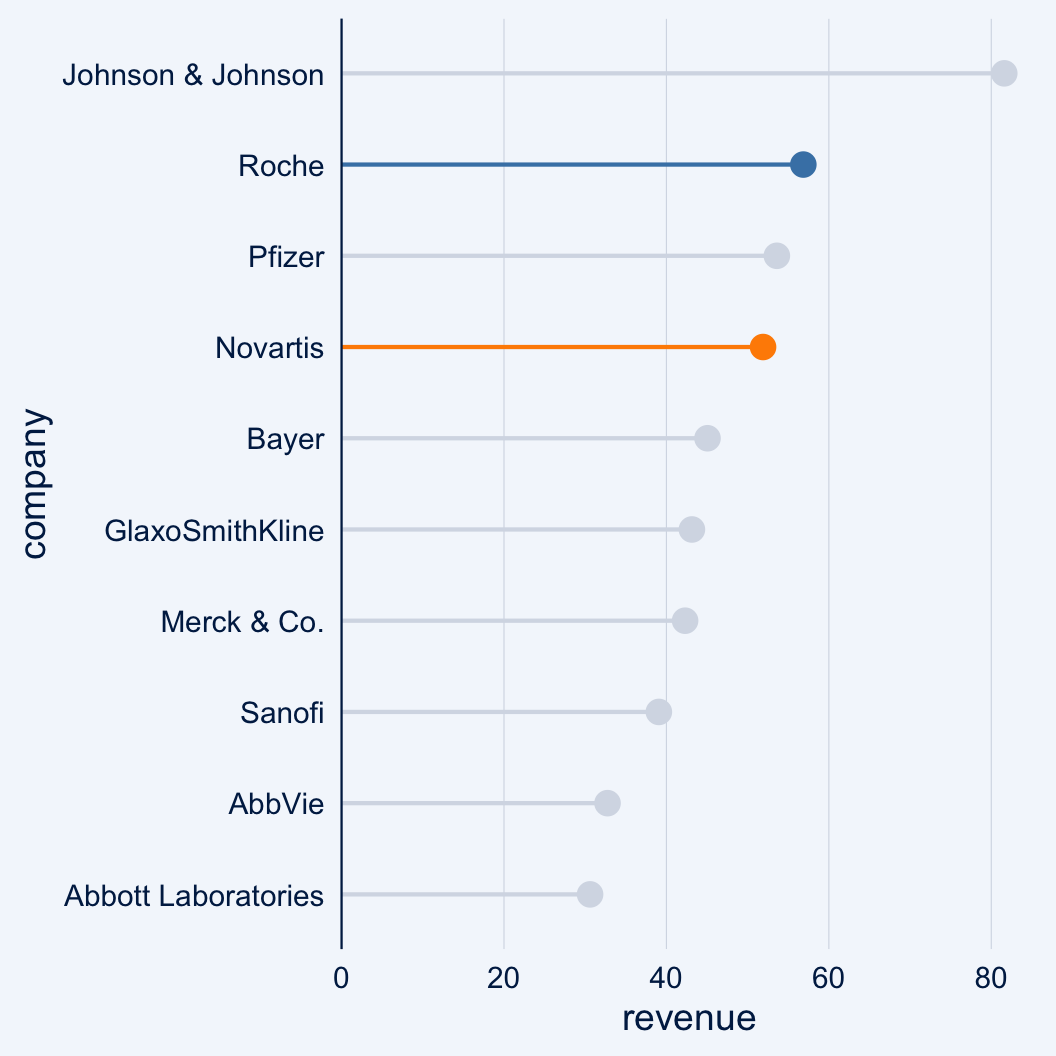 Johnson & Johnson
Roche
Pfizer
Novartis
Bayer
GlaxoSmithKline
Merck & Co.
Sanofi
AbbVie
Abbott Laboratories
company
0 20 40 60 80
revenue